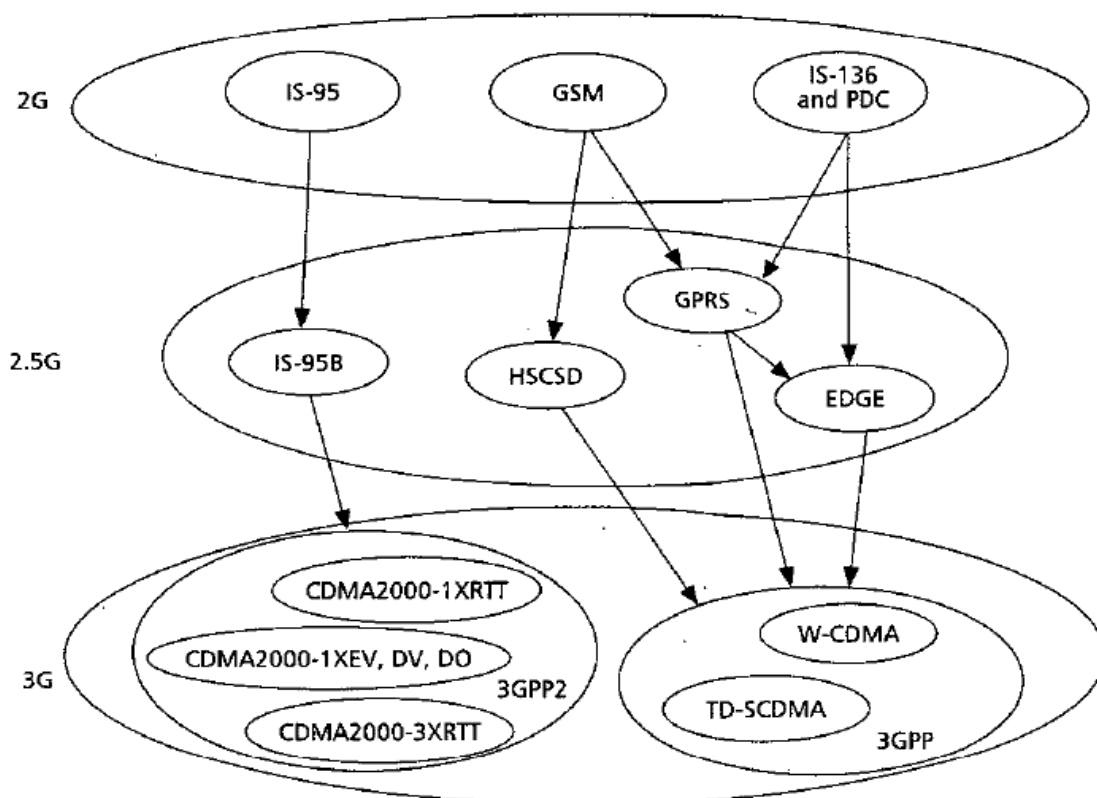 2G
IS-95
GSM
IS-136
and PDC
2.5G
IS-95B
HSCSD
GPRS
EDGE
3G
CDMA2000-1XRTT
CDMA2000-1XEV, DV, DO
3GPP2
CDMA2000-3XRTT
W-CDMA
TD-SCDMA
3GPP